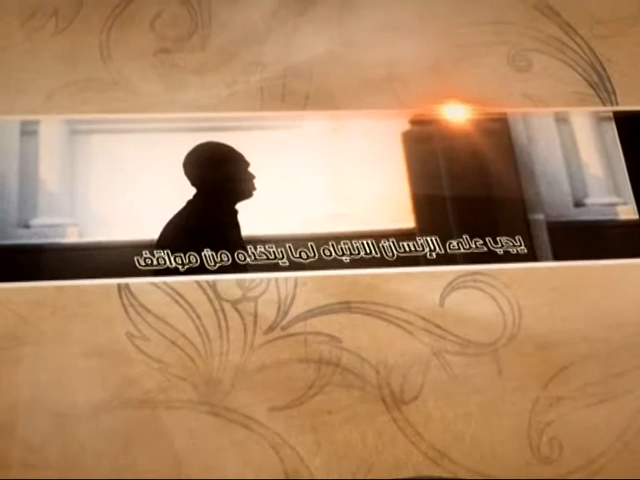 يجب على الإنسان الانتباه لما يتخذه من مواقف